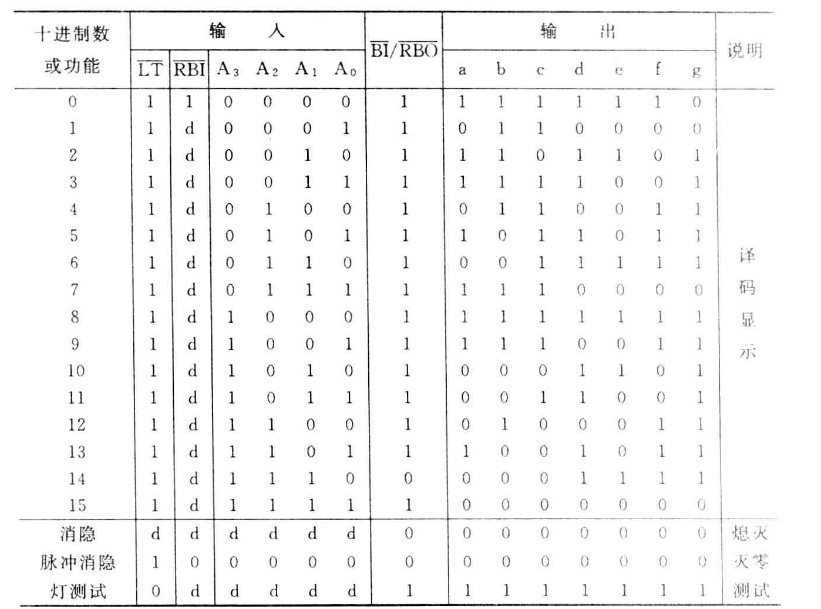 十进制数 或功能 输 入 B̅I̅/R̅B̅O̅ 输 出 说明
L̅T̅ R̅B̅I̅ A₃ A₂ A₁ A₀ a b c d e f g
0 1 1 0 0 0 0 1 1 1 1 1 1 1 0
1 1 d 0 0 0 1 1 0 1 1 0 0 0 0
2 1 d 0 0 1 0 1 1 1 0 1 1 0 1
3 1 d 0 0 1 1 1 1 1 1 1 0 0 1
4 1 d 0 1 0 0 1 0 1 1 0 0 1 1
5 1 d 0 1 0 1 1 1 0 1 1 0 1 1
6 1 d 0 1 1 0 1 0 0 1 1 1 1 1
7 1 d 0 1 1 1 1 1 1 1 0 0 0 0
8 1 d 1 0 0 0 1 1 1 1 1 1 1 1
9 1 d 1 0 0 1 1 1 1 1 0 0 1 1
10 1 d 1 0 1 0 1 0 0 0 1 1 0 1
11 1 d 1 0 1 1 1 0 0 1 1 0 0 1
12 1 d 1 1 0 0 1 0 1 0 0 0 1 1
13 1 d 1 1 0 1 1 1 0 0 1 0 1 1
14 1 d 1 1 1 0 0 0 0 0 1 1 1 1
15 1 d 1 1 1 1 1 0 0 0 0 0 0 0
译码显示
消隐 d d d d d d 0 0 0 0 0 0 0 0 熄灭
脉冲消隐 1 0 0 0 0 0 0 0 0 0 0 0 0 0 灭零
灯测试 0 d d d d d 1 1 1 1 1 1 1 1 测试